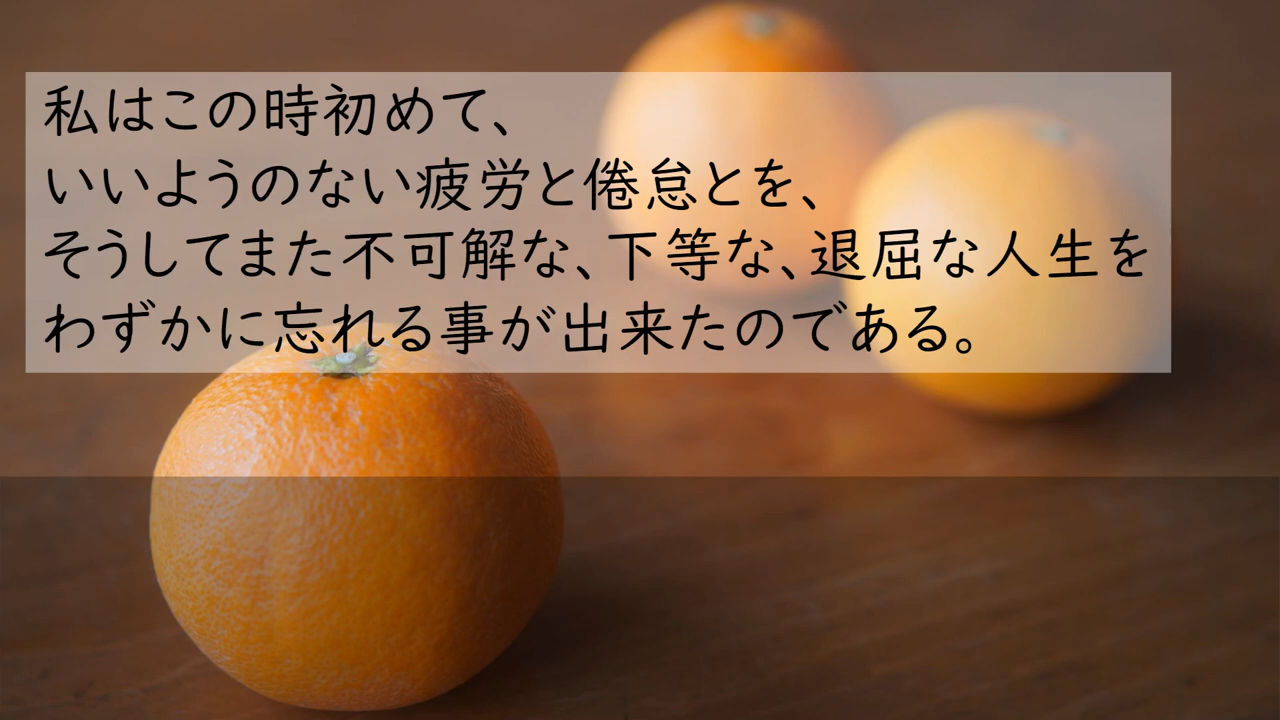 私はこの時初めて、
いいようのない疲労と倦怠とを、
そうしてまた不可解な、下等な、退屈な人生を
わずかに忘れる事が出来たのである。